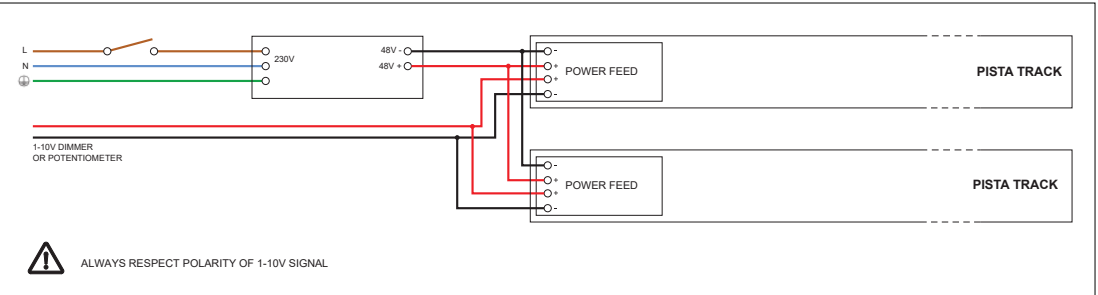 L
N
230V
48V -
48V +
-
+
+
-
POWER FEED
PISTA TRACK
1-10V DIMMER
OR POTENTIOMETER
-
+
+
-
POWER FEED
PISTA TRACK
ALWAYS RESPECT POLARITY OF 1-10V SIGNAL